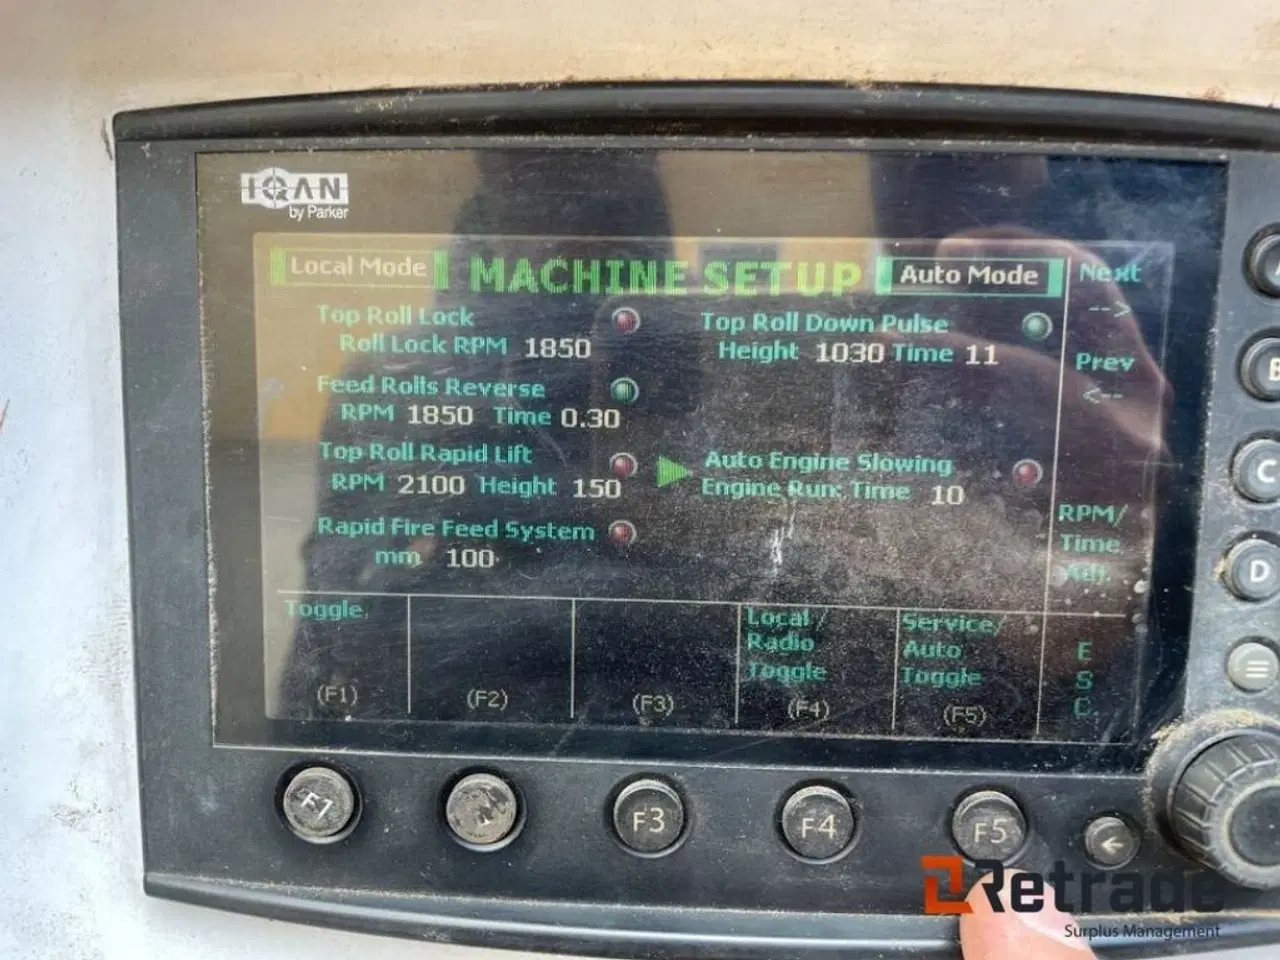 IQAN
by Parker
Local Mode
MACHINE SETUP
Auto Mode
Next
-->
Top Roll Lock
Roll Lock RPM 1850
Top Roll Down Pulse
Height 1030 Time 11
Prev
<--
Feed Rolls Reverse
RPM 1850 Time 0.30
Top Roll Rapid Lift
RPM 2100 Height 150
Auto Engine Slowing
Engine Run: Time 10
Rapid Fire Feed System
mm 100
RPM/
Time
Adj.
Toggle
(F1)
(F2)
(F3)
Local /
Radio
Toggle
(F4)
Service/
Auto
Toggle
(F5)
E
S
C
B
C
D
F1
F3
F4
F5
Retrade
Surplus Management